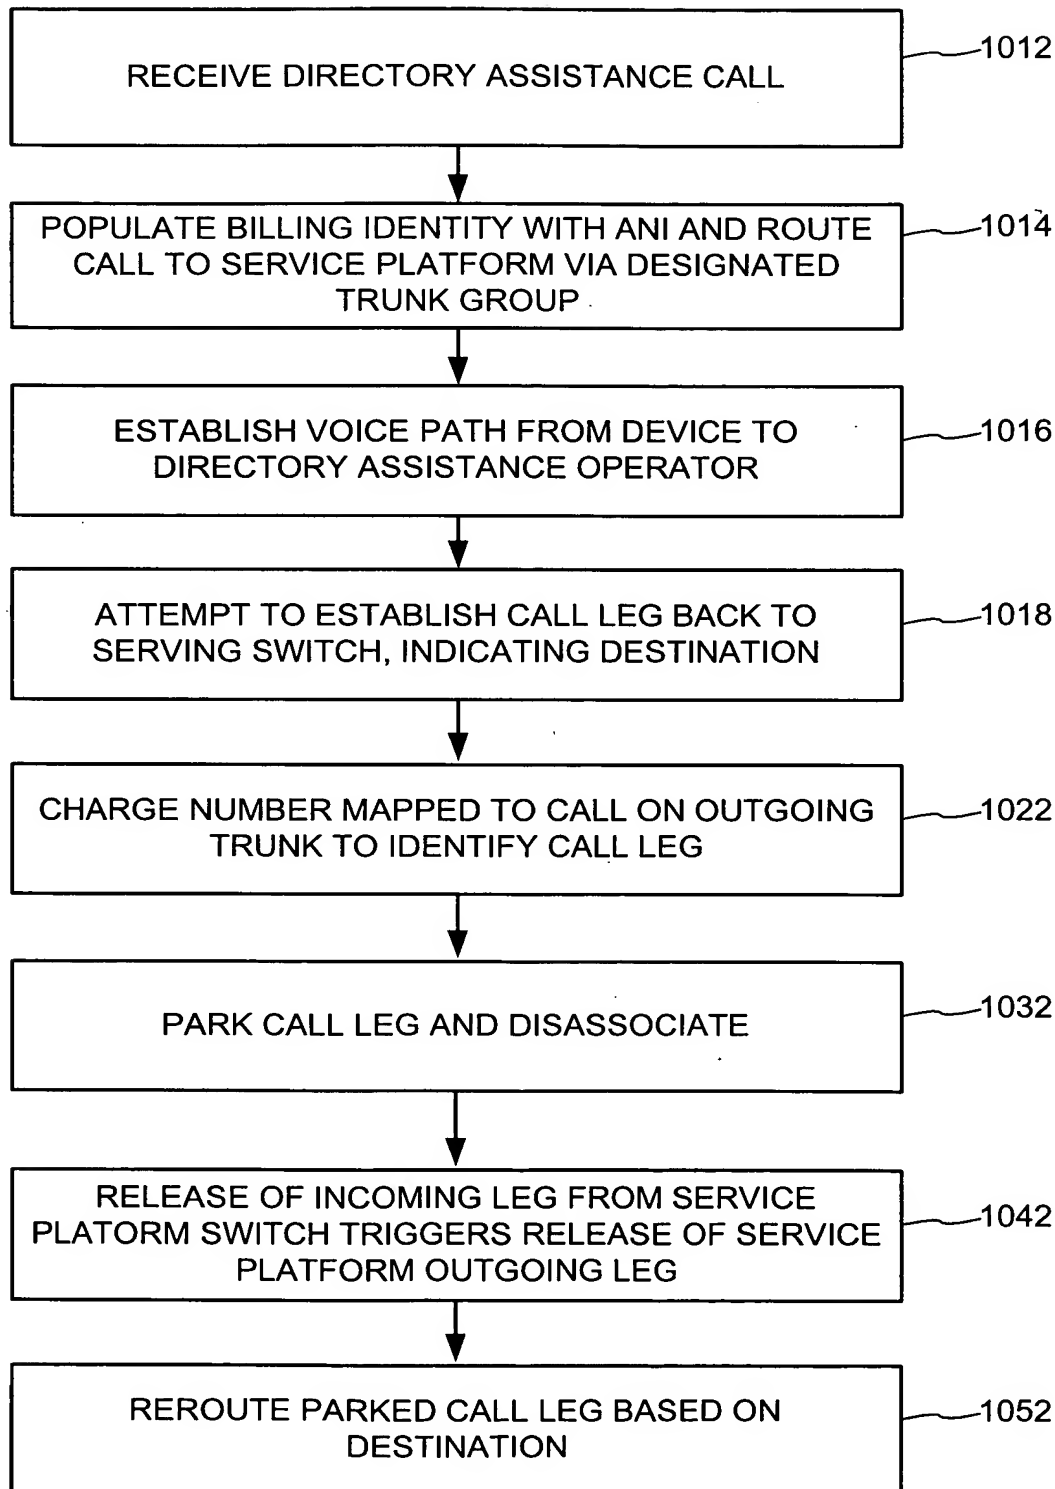 RECEIVE DIRECTORY ASSISTANCE CALL
1012
POPULATE BILLING IDENTITY WITH ANI AND ROUTE
CALL TO SERVICE PLATFORM VIA DESIGNATED
TRUNK GROUP
1014
ESTABLISH VOICE PATH FROM DEVICE TO
DIRECTORY ASSISTANCE OPERATOR
1016
ATTEMPT TO ESTABLISH CALL LEG BACK TO
SERVING SWITCH, INDICATING DESTINATION
1018
CHARGE NUMBER MAPPED TO CALL ON OUTGOING
TRUNK TO IDENTIFY CALL LEG
1022
PARK CALL LEG AND DISASSOCIATE
1032
RELEASE OF INCOMING LEG FROM SERVICE
PLATORM SWITCH TRIGGERS RELEASE OF SERVICE
PLATFORM OUTGOING LEG
1042
REROUTE PARKED CALL LEG BASED ON
DESTINATION
1052